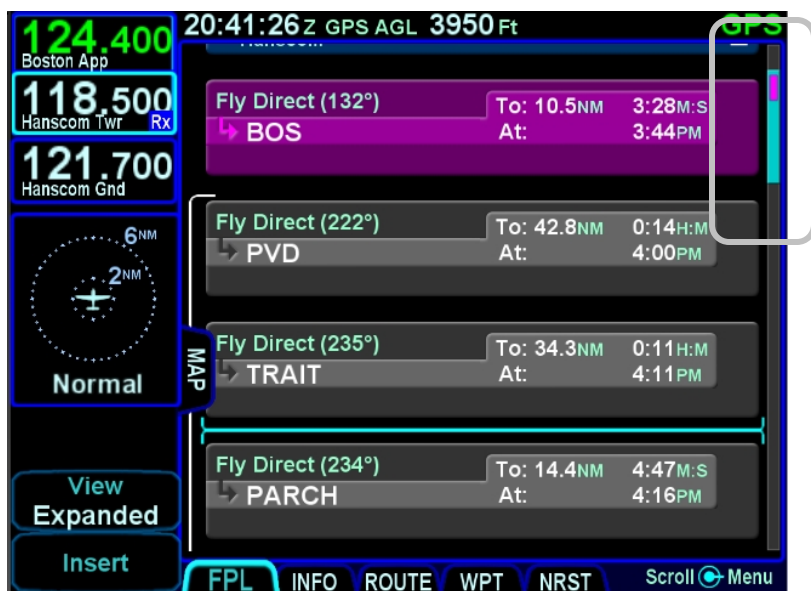 124.400
Boston App
20:41:26Z GPS AGL 3950 Ft
GPS
118.500
Hanscom Twr Rx
121.700
Hanscom Gnd
6NM
2NM
Normal
MAP
View
Expanded
Insert
Hanscom
Fly Direct (132°)
BOS
To: 10.5NM 3:28M:S
At: 3:44PM
Fly Direct (222°)
PVD
To: 42.8NM 0:14H:M
At: 4:00PM
Fly Direct (235°)
TRAIT
To: 34.3NM 0:11H:M
At: 4:11PM
Fly Direct (234°)
PARCH
To: 14.4NM 4:47M:S
At: 4:16PM
FPL INFO ROUTE WPT NRST Scroll Menu